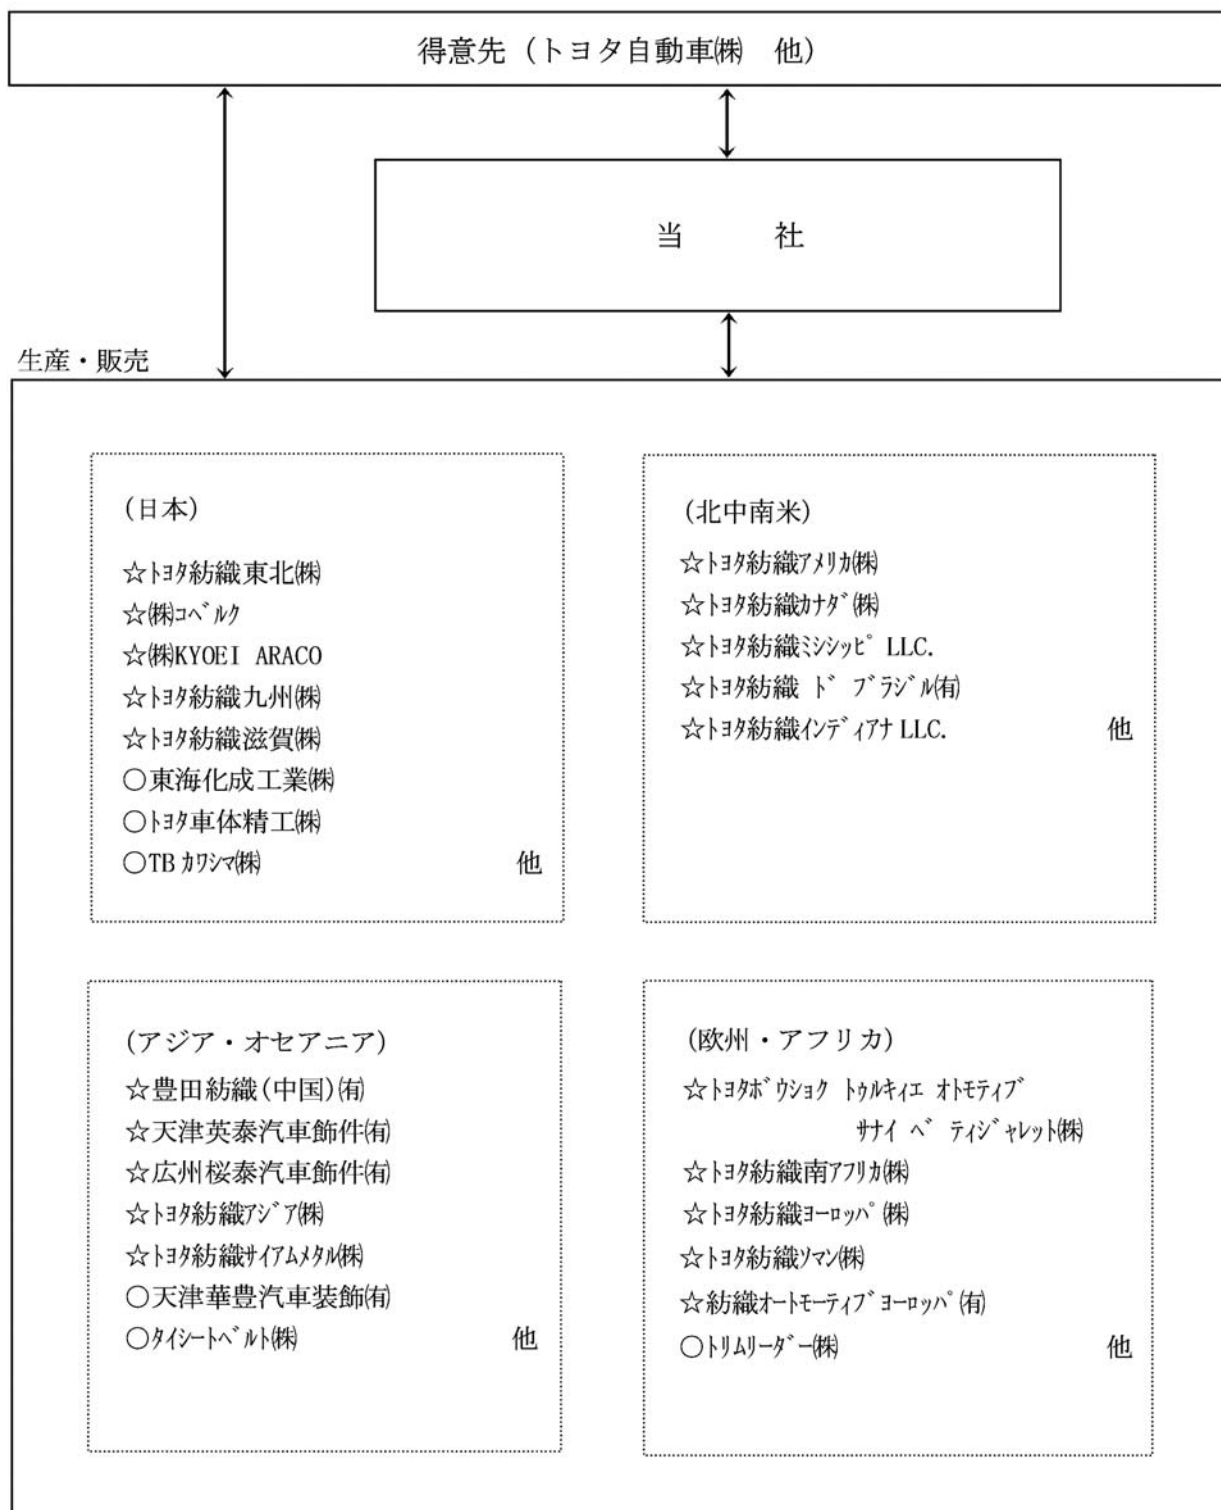 得意先（トヨタ自動車㈱　他）
当　　社
生産・販売
(日本)
☆ﾄﾖﾀ紡織東北㈱
☆㈱ｺﾍﾞﾙｸ
☆㈱KYOEI ARACO
☆ﾄﾖﾀ紡織九州㈱
☆ﾄﾖﾀ紡織滋賀㈱
○東海化成工業㈱
○ﾄﾖﾀ車体精工㈱
○TBｶﾜｼﾏ㈱　他
(北中南米)
☆ﾄﾖﾀ紡織ｱﾒﾘｶ㈱
☆ﾄﾖﾀ紡織ｶﾅﾀﾞ㈱
☆ﾄﾖﾀ紡織ﾐｼｼｯﾋﾟ LLC.
☆ﾄﾖﾀ紡織 ﾄﾞ ﾌﾞﾗｼﾞﾙ㈲
☆ﾄﾖﾀ紡織ｲﾝﾃﾞｨｱﾅ LLC.　他
(アジア・オセアニア)
☆豊田紡織(中国)㈲
☆天津英泰汽車飾件㈲
☆広州桜泰汽車飾件㈲
☆ﾄﾖﾀ紡織ｱｼﾞｱ㈱
☆ﾄﾖﾀ紡織ｻｲｱﾑﾒﾀﾙ㈱
○天津華豊汽車装飾㈲
○ﾀｲｼｰﾄﾍﾞﾙﾄ㈱　他
(欧州・アフリカ)
☆ﾄﾖﾀﾎﾞｳｼｮｸ ﾄｩﾙｷｨｴ ｵﾄﾓﾃｨﾌﾞ
ｻﾅｲ ﾍﾞ ﾃｨｼﾞｬﾚｯﾄ㈱
☆ﾄﾖﾀ紡織南ｱﾌﾘｶ㈱
☆ﾄﾖﾀ紡織ﾖｰﾛｯﾊﾟ㈱
☆ﾄﾖﾀ紡織ｿﾏﾝ㈱
☆紡織ｵｰﾄﾓｰﾃｨﾌﾞﾖｰﾛｯﾊﾟ㈲
○ﾄﾘﾑﾘｰﾀﾞｰ㈱　他